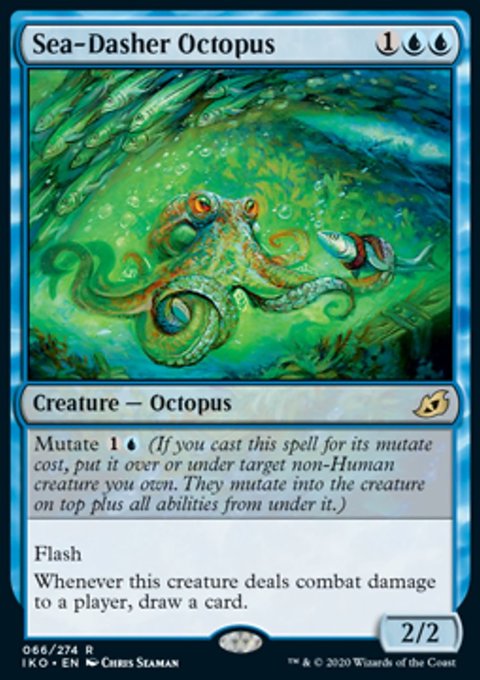 Sea-Dasher Octopus 1
Creature — Octopus
Mutate 1 (If you cast this spell for its mutate
cost, put it over or under target non-Human
creature you own. They mutate into the creature
on top plus all abilities from under it.)
Flash
Whenever this creature deals combat damage
to a player, draw a card.
2/2
066/274 R
IKO • EN Chris Seaman
™ & © 2020 Wizards of the Coast